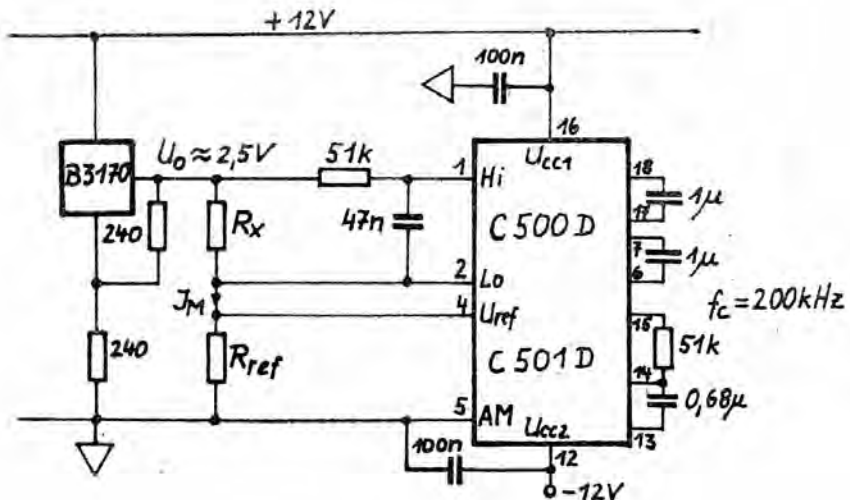 +12V
100n
16
Ucc1
U₀ ≈ 2,5V
51k
1
Hi
18
1μ
17
B3170
C 500 D
240
Rx
47n
7
1μ
6
2
Lo
JM
4
Uref
fc = 200kHz
15
51k
240
Rref
C 501 D
14
0,68μ
5
AM
13
100n
Ucc2
12
-12V